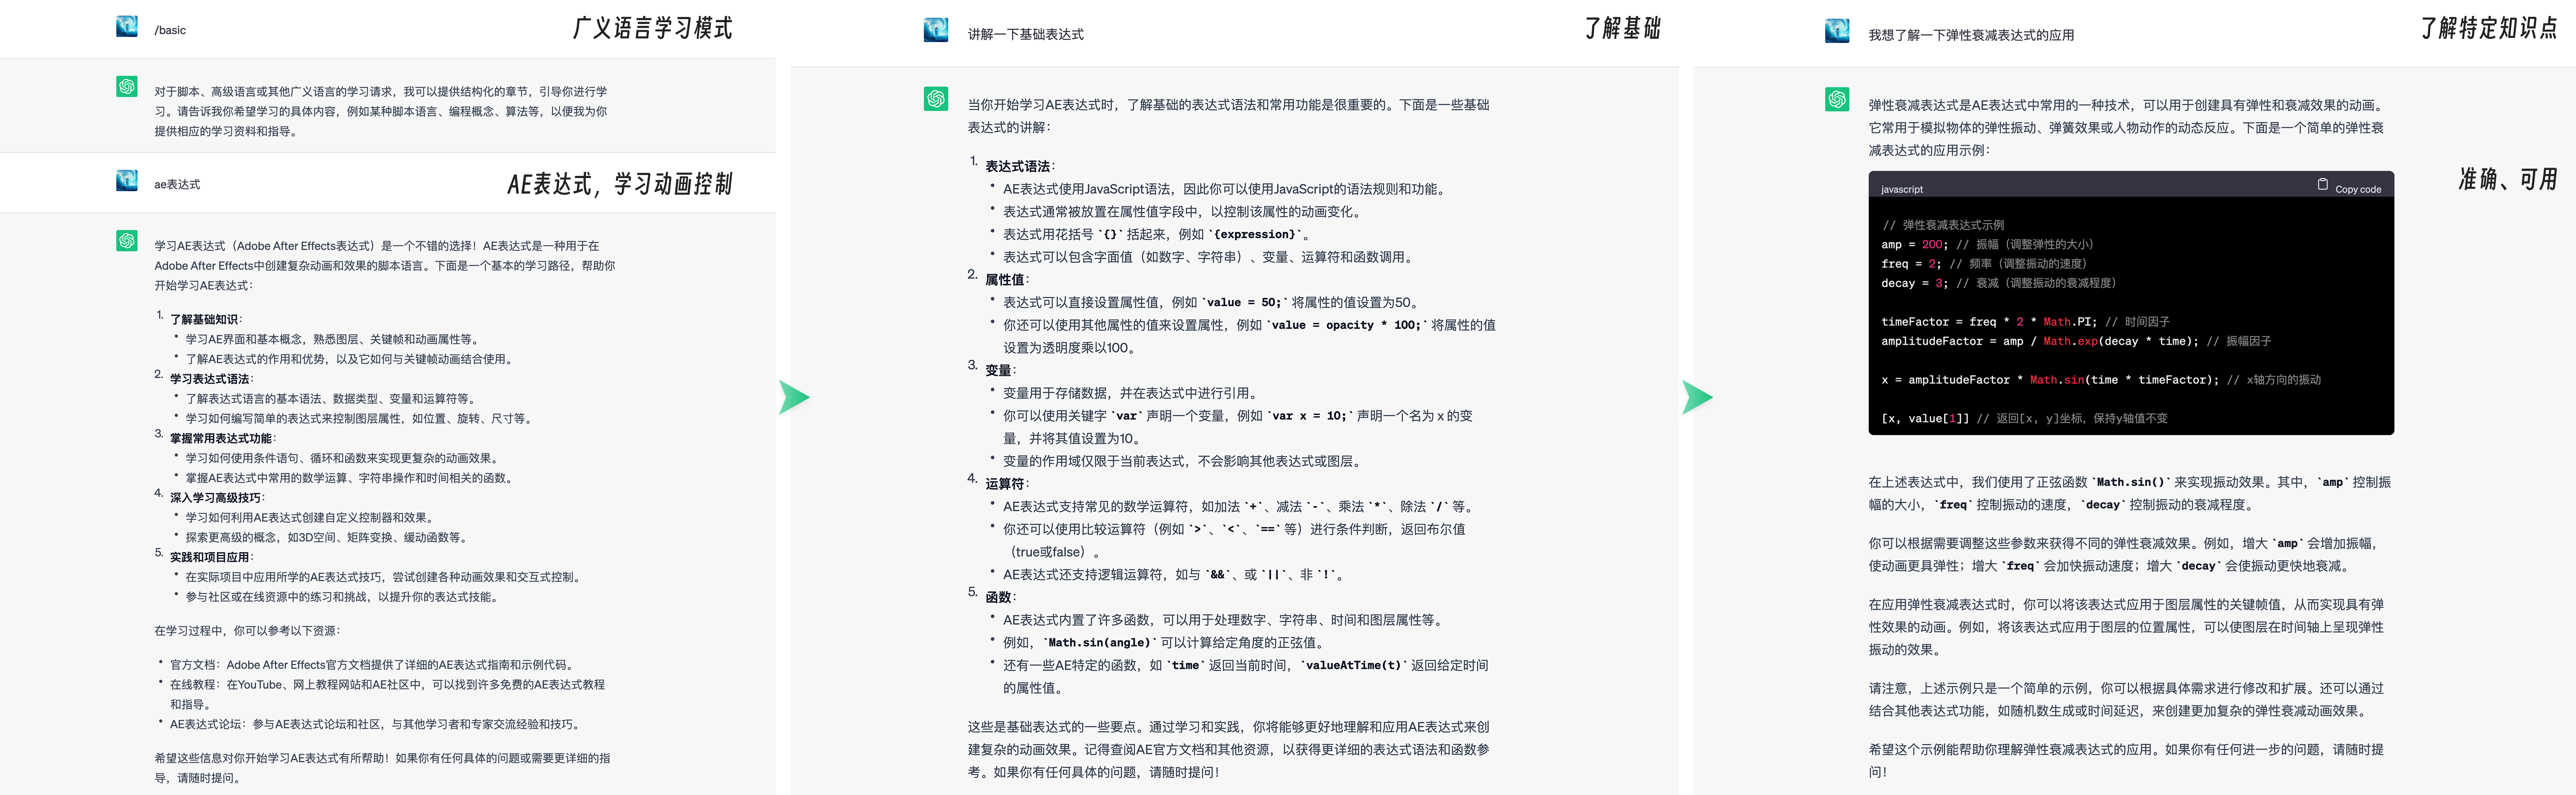 /basic
广义语言学习模式
对于脚本、高级语言或其他广义语言的学习请求，我可以提供结构化的章节，引导你进行学
习。请告诉我你希望学习的具体内容，例如某种脚本语言、编程概念、算法等，以便我为你
提供相应的学习资料和指导。
ae表达式
AE表达式，学习动画控制
学习AE表达式（Adobe After Effects表达式）是一个不错的选择！AE表达式是一种用于在
Adobe After Effects中创建复杂动画和效果的脚本语言。下面是一个基本的学习路径，帮助你
开始学习AE表达式：
1. 了解基础知识：
• 学习AE界面和基本概念，熟悉图层、关键帧和动画属性等。
• 了解AE表达式的作用和优势，以及它如何与关键帧动画结合使用。
2. 学习表达式语法：
• 了解表达式语言的基本语法、数据类型、变量和运算符等。
• 学习如何编写简单的表达式来控制图层属性，如位置、旋转、尺寸等。
3. 掌握常用表达式功能：
• 学习如何使用条件语句、循环和函数来实现更复杂的动画效果。
• 掌握AE表达式中常用的数学运算、字符串操作和时间相关的函数。
4. 深入学习高级技巧：
• 学习如何利用AE表达式创建自定义控制器和效果。
• 探索更高级的概念，如3D空间、矩阵变换、缓动函数等。
5. 实践和项目应用：
• 在实际项目中应用所学的AE表达式技巧，尝试创建各种动画效果和交互式控制。
• 参与社区或在线资源中的练习和挑战，以提升你的表达式技能。
在学习过程中，你可以参考以下资源：
• 官方文档：Adobe After Effects官方文档提供了详细的AE表达式指南和示例代码。
• 在线教程：在YouTube、网上教程网站和AE社区中，可以找到许多免费的AE表达式教程
和指导。
• AE表达式论坛：参与AE表达式论坛和社区，与其他学习者和专家交流经验和技巧。
希望这些信息对你开始学习AE表达式有所帮助！如果你有任何具体的问题或需要更详细的指
导，请随时提问。
讲解一下基础表达式
了解基础
当你开始学习AE表达式时，了解基础的表达式语法和常用功能是很重要的。下面是一些基础
表达式的讲解：
1. 表达式语法：
• AE表达式使用JavaScript语法，因此你可以使用JavaScript的语法规则和功能。
• 表达式通常被放置在属性值字段中，以控制该属性的动画变化。
• 表达式用花括号 `{}` 括起来，例如 `{expression}`。
• 表达式可以包含字面值（如数字、字符串）、变量、运算符和函数调用。
2. 属性值：
• 表达式可以直接设置属性值，例如 `value = 50;` 将属性的值设置为50。
• 你还可以使用其他属性的值来设置属性，例如 `value = opacity * 100;` 将属性的值
设置为透明度乘以100。
3. 变量：
• 变量用于存储数据，并在表达式中进行引用。
• 你可以使用关键字 `var` 声明一个变量，例如 `var x = 10;` 声明一个名为 x 的变
量，并将其值设置为10。
• 变量的作用域仅限于当前表达式，不会影响其他表达式或图层。
4. 运算符：
• AE表达式支持常见的数学运算符，如加法 `+`、减法 `-`、乘法 `*`、除法 `/` 等。
• 你还可以使用比较运算符（例如 `>`、`<`、`==` 等）进行条件判断，返回布尔值
（true或false）。
• AE表达式还支持逻辑运算符，如与 `&&`、或 `||`、非 `!`。
5. 函数：
• AE表达式内置了许多函数，可以用于处理数字、字符串、时间和图层属性等。
• 例如，`Math.sin(angle)` 可以计算给定角度的正弦值。
• 还有一些AE特定的函数，如 `time` 返回当前时间，`valueAtTime(t)` 返回给定时间
的属性值。
这些是基础表达式的一些要点。通过学习和实践，你将能够更好地理解和应用AE表达式来创
建复杂的动画效果。记得查阅AE官方文档和其他资源，以获得更详细的表达式语法和函数参
考。如果你有任何具体的问题，请随时提问！
我想了解一下弹性衰减表达式的应用
了解特定知识点
弹性衰减表达式是AE表达式中常用的一种技术，可以用于创建具有弹性和衰减效果的动画。
它常用于模拟物体的弹性振动、弹簧效果或人物动作的动态反应。下面是一个简单的弹性衰
减表达式的应用示例：
准确、可用
javascript
Copy code
// 弹性衰减表达式示例
amp = 200; // 振幅（调整弹性的大小）
freq = 2; // 频率（调整振动的速度）
decay = 3; // 衰减（调整振动的衰减程度）
timeFactor = freq * 2 * Math.PI; // 时间因子
amplitudeFactor = amp / Math.exp(decay * time); // 振幅因子
x = amplitudeFactor * Math.sin(time * timeFactor); // x轴方向的振动
[x, value[1]] // 返回[x, y]坐标，保持y轴值不变
在上述表达式中，我们使用了正弦函数 `Math.sin()` 来实现振动效果。其中，`amp` 控制振
幅的大小，`freq` 控制振动的速度，`decay` 控制振动的衰减程度。
你可以根据需要调整这些参数来获得不同的弹性衰减效果。例如，增大 `amp` 会增加振幅，
使动画更具弹性；增大 `freq` 会加快振动速度；增大 `decay` 会使振动更快地衰减。
在应用弹性衰减表达式时，你可以将该表达式应用于图层属性的关键帧值，从而实现具有弹
性效果的动画。例如，将该表达式应用于图层的位置属性，可以使图层在时间轴上呈现弹性
振动的效果。
请注意，上述示例只是一个简单的示例，你可以根据具体需求进行修改和扩展。还可以通过
结合其他表达式功能，如随机数生成或时间延迟，来创建更加复杂的弹性衰减动画效果。
希望这个示例能帮助你理解弹性衰减表达式的应用。如果你有任何进一步的问题，请随时提
问！